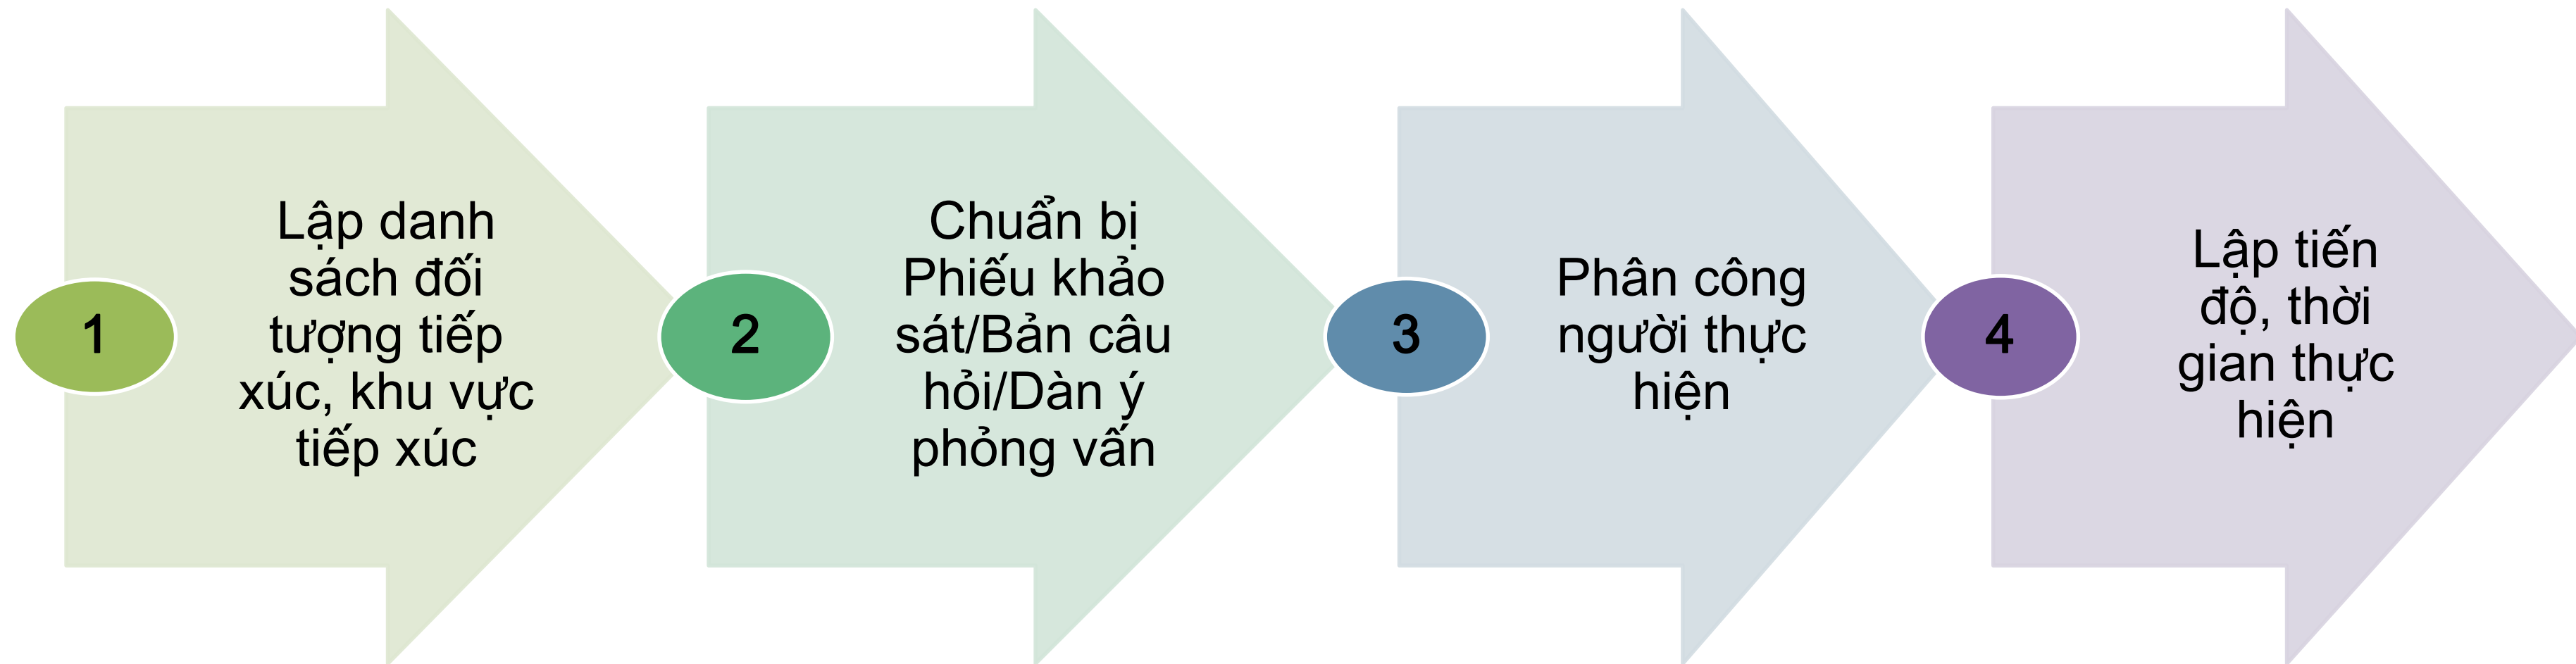 1
Lập danh
sách đối
tượng tiếp
xúc, khu vực
tiếp xúc
2
Chuẩn bị
Phiếu khảo
sát/Bản câu
hỏi/Dàn ý
phỏng vấn
3
Phân công
người thực
hiện
4
Lập tiến
độ, thời
gian thực
hiện